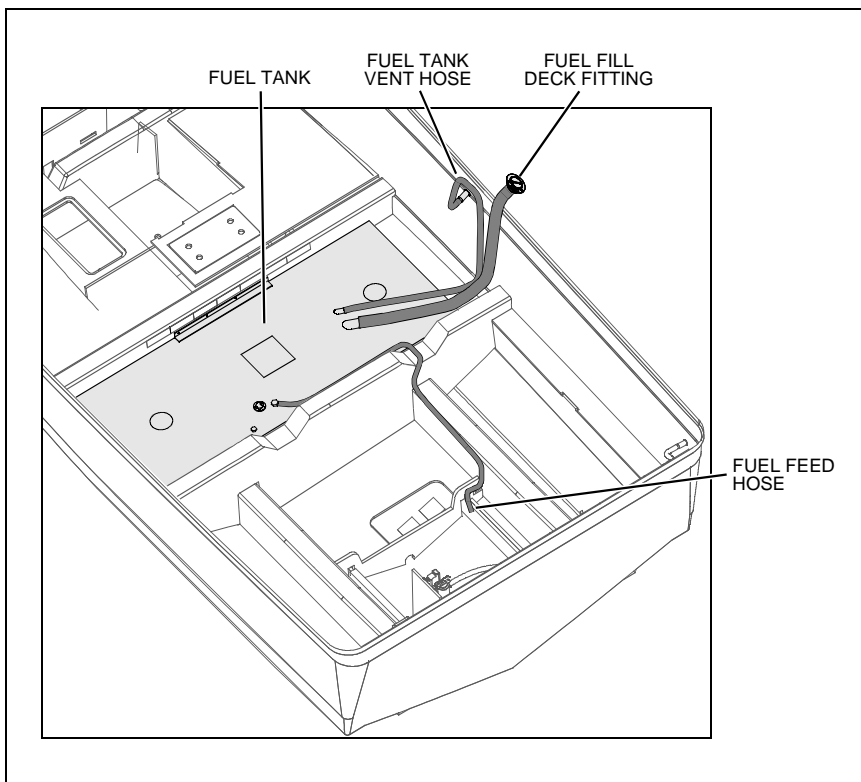 FUEL TANK
FUEL TANK
VENT HOSE
FUEL FILL
DECK FITTING
FUEL FEED
HOSE